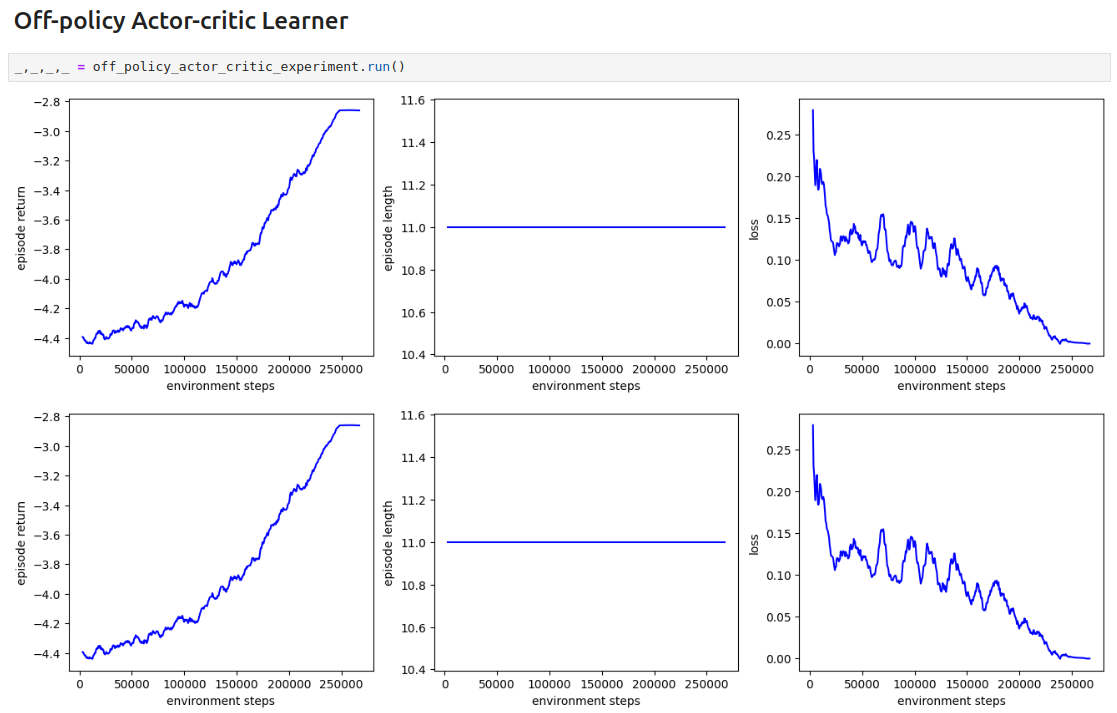 Off-policy Actor-critic Learner
_,_,_,_ = off_policy_actor_critic_experiment.run()
−2.8
−3.0
−3.2
−3.4
−3.6
−3.8
−4.0
−4.2
−4.4
episode return
0 50000 100000 150000 200000 250000
environment steps
11.6
11.4
11.2
11.0
10.8
10.6
10.4
episode length
0 50000 100000 150000 200000 250000
environment steps
0.25
0.20
0.15
0.10
0.05
0.00
loss
0 50000 100000 150000 200000 250000
environment steps
−2.8
−3.0
−3.2
−3.4
−3.6
−3.8
−4.0
−4.2
−4.4
episode return
0 50000 100000 150000 200000 250000
environment steps
11.6
11.4
11.2
11.0
10.8
10.6
10.4
episode length
0 50000 100000 150000 200000 250000
environment steps
0.25
0.20
0.15
0.10
0.05
0.00
loss
0 50000 100000 150000 200000 250000
environment steps